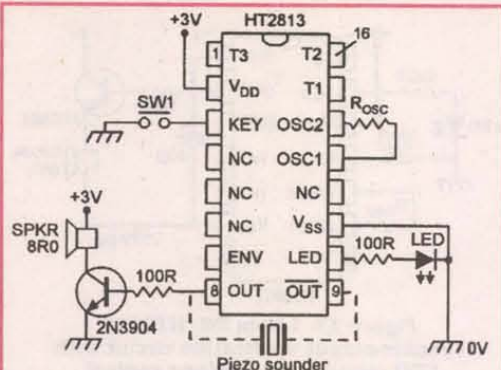 +3V
HT2813
16
1 T3
T2
VDD
T1
SW1
KEY
OSC2
ROSC
NC
OSC1
NC
NC
+3V
NC
VSS
SPKR
8R0
100R
LED
ENV
LED
100R
8 OUT
OUT 9
2N3904
0V
Piezo sounder